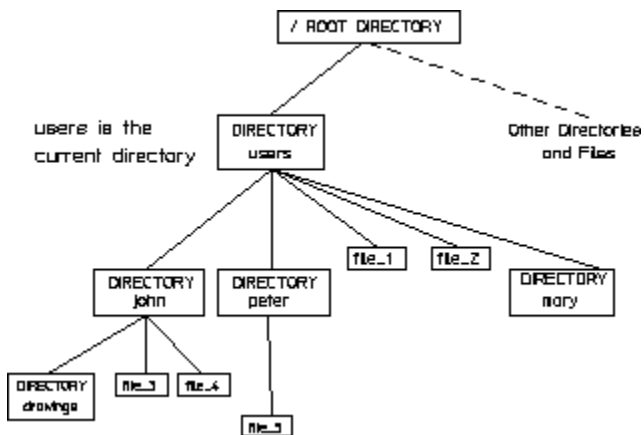 / ROOT DIRECTORY
users is the
current directory
DIRECTORY
users
Other Directories
and Files
file_1
file_2
DIRECTORY
john
DIRECTORY
peter
DIRECTORY
mary
DIRECTORY
drawings
file_3
file_4
file_5